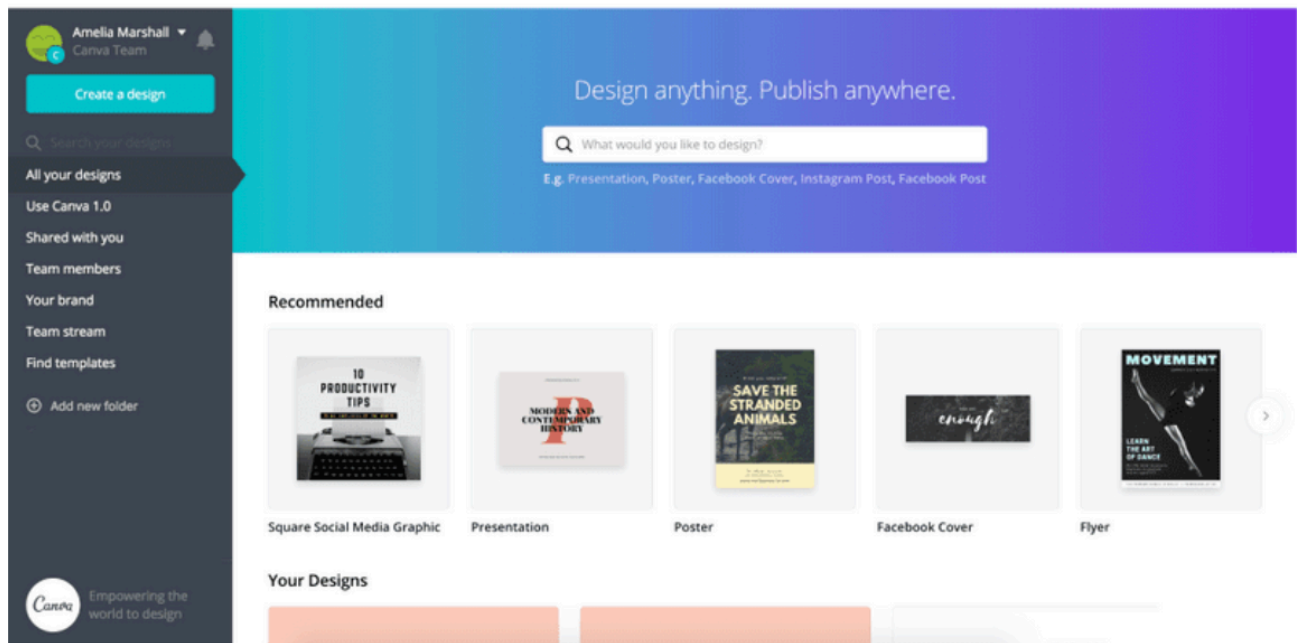 Amelia Marshall
Canva Team
C
Create a design
Search your designs
All your designs
Use Canva 1.0
Shared with you
Team members
Your brand
Team stream
Find templates
Add new folder
Canva
Empowering the
world to design
Design anything. Publish anywhere.
What would you like to design?
E.g. Presentation, Poster, Facebook Cover, Instagram Post, Facebook Post
Recommended
10
PRODUCTIVITY
TIPS
Square Social Media Graphic
P
MODERN AND
CONTEMPORARY
HISTORY
Presentation
SAVE THE
STRANDED
ANIMALS
Poster
enough
Facebook Cover
MOVEMENT
LEARN
THE ART
OF DANCE
Flyer
Your Designs